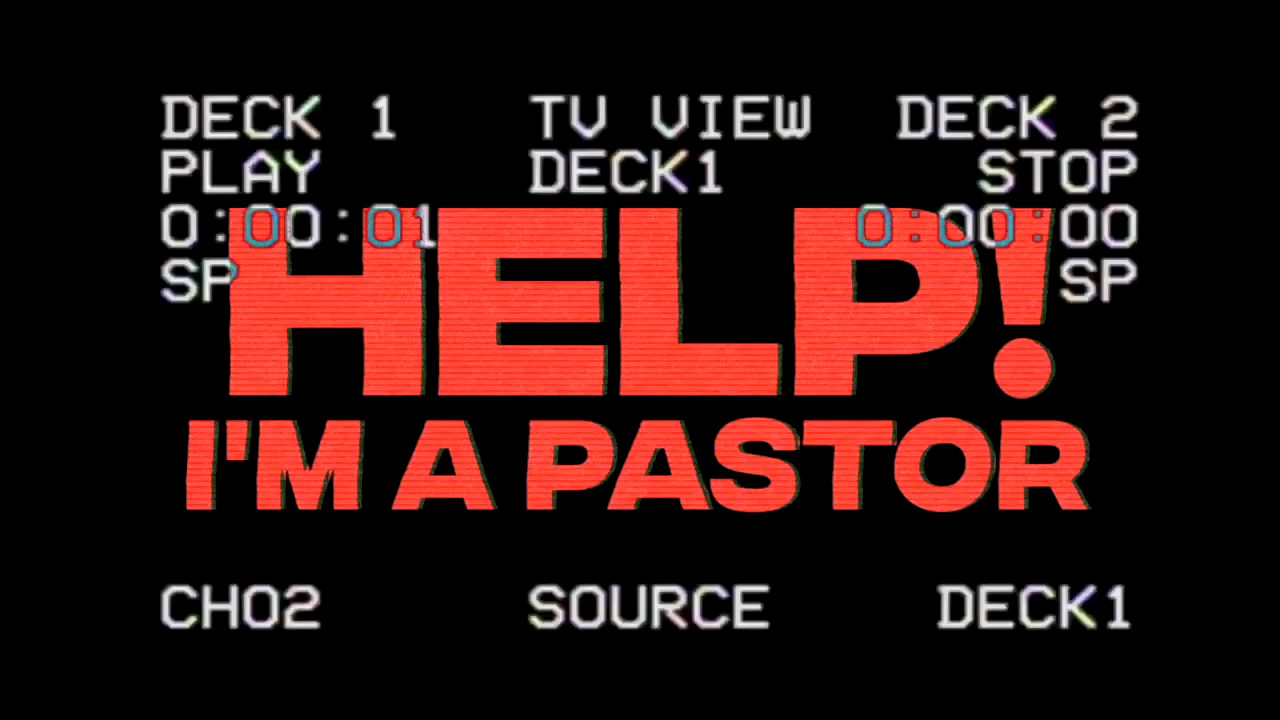 DECK 1 TV VIEW DECK 2
PLAY DECK1 STOP
0:00:01 0:00:00
SP SP
HELP!
I'M A PASTOR
CH02 SOURCE DECK1